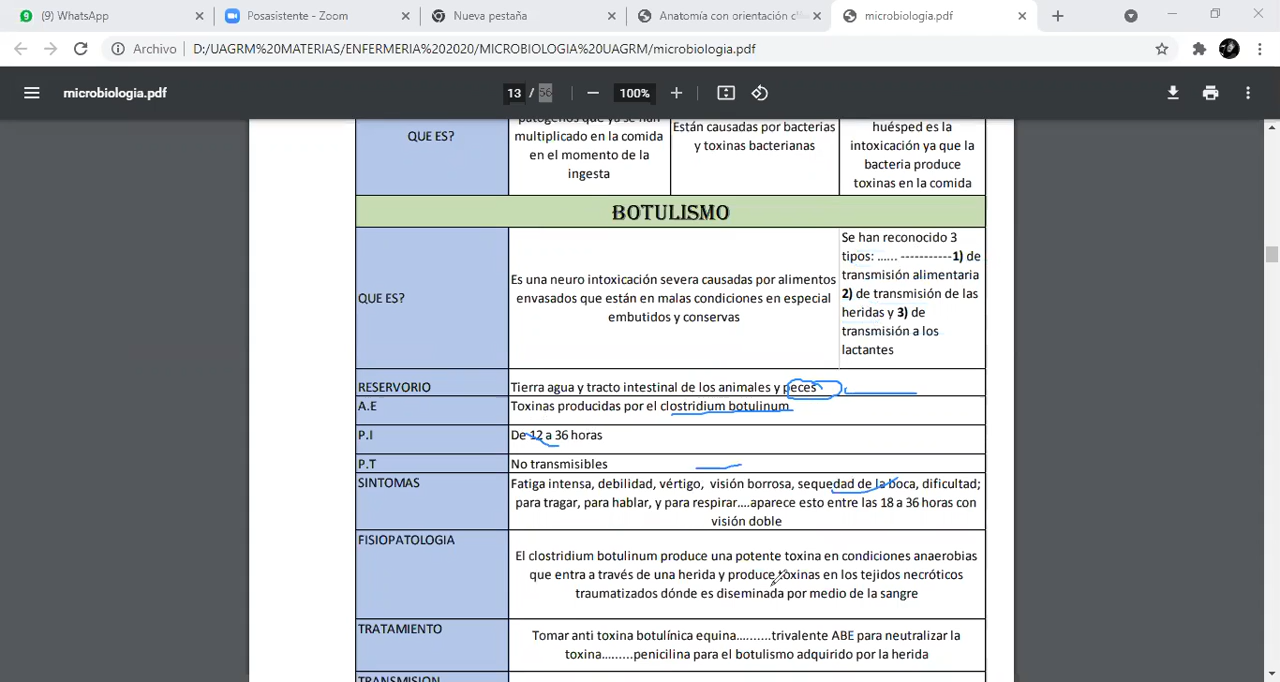 (9) WhatsApp
Posasistente - Zoom
Nueva pestaña
Anatomía con orientación cl
microbiologia.pdf
Archivo
D:/UAGRM%20MATERIAS/ENFERMERIA%202020/MICROBIOLOGIA%20UAGRM/microbiologia.pdf
microbiologia.pdf
13 / 56
100%
QUE ES?
patógenos que ya se han
multiplicado en la comida
en el momento de la
ingesta
Están causadas por bacterias
y toxinas bacterianas
huésped es la
intoxicación ya que la
bacteria produce
toxinas en la comida
BOTULISMO
QUE ES?
Es una neuro intoxicación severa causadas por alimentos
envasados que están en malas condiciones en especial
embutidos y conservas
Se han reconocido 3
tipos: ...... -----------1) de
transmisión alimentaria
2) de transmisión de las
heridas y 3) de
transmisión a los
lactantes
RESERVORIO
Tierra agua y tracto intestinal de los animales y peces
A.E
Toxinas producidas por el clostridium botulinum
P.I
De 12 a 36 horas
P.T
No transmisibles
SINTOMAS
Fatiga intensa, debilidad, vértigo, visión borrosa, sequedad de la boca, dificultad;
para tragar, para hablar, y para respirar....aparece esto entre las 18 a 36 horas con
visión doble
FISIOPATOLOGIA
El clostridium botulinum produce una potente toxina en condiciones anaerobias
que entra a través de una herida y produce toxinas en los tejidos necróticos
traumatizados dónde es diseminada por medio de la sangre
TRATAMIENTO
Tomar anti toxina botulínica equina..........trivalente ABE para neutralizar la
toxina.........penicilina para el botulismo adquirido por la herida
TRANSMISION